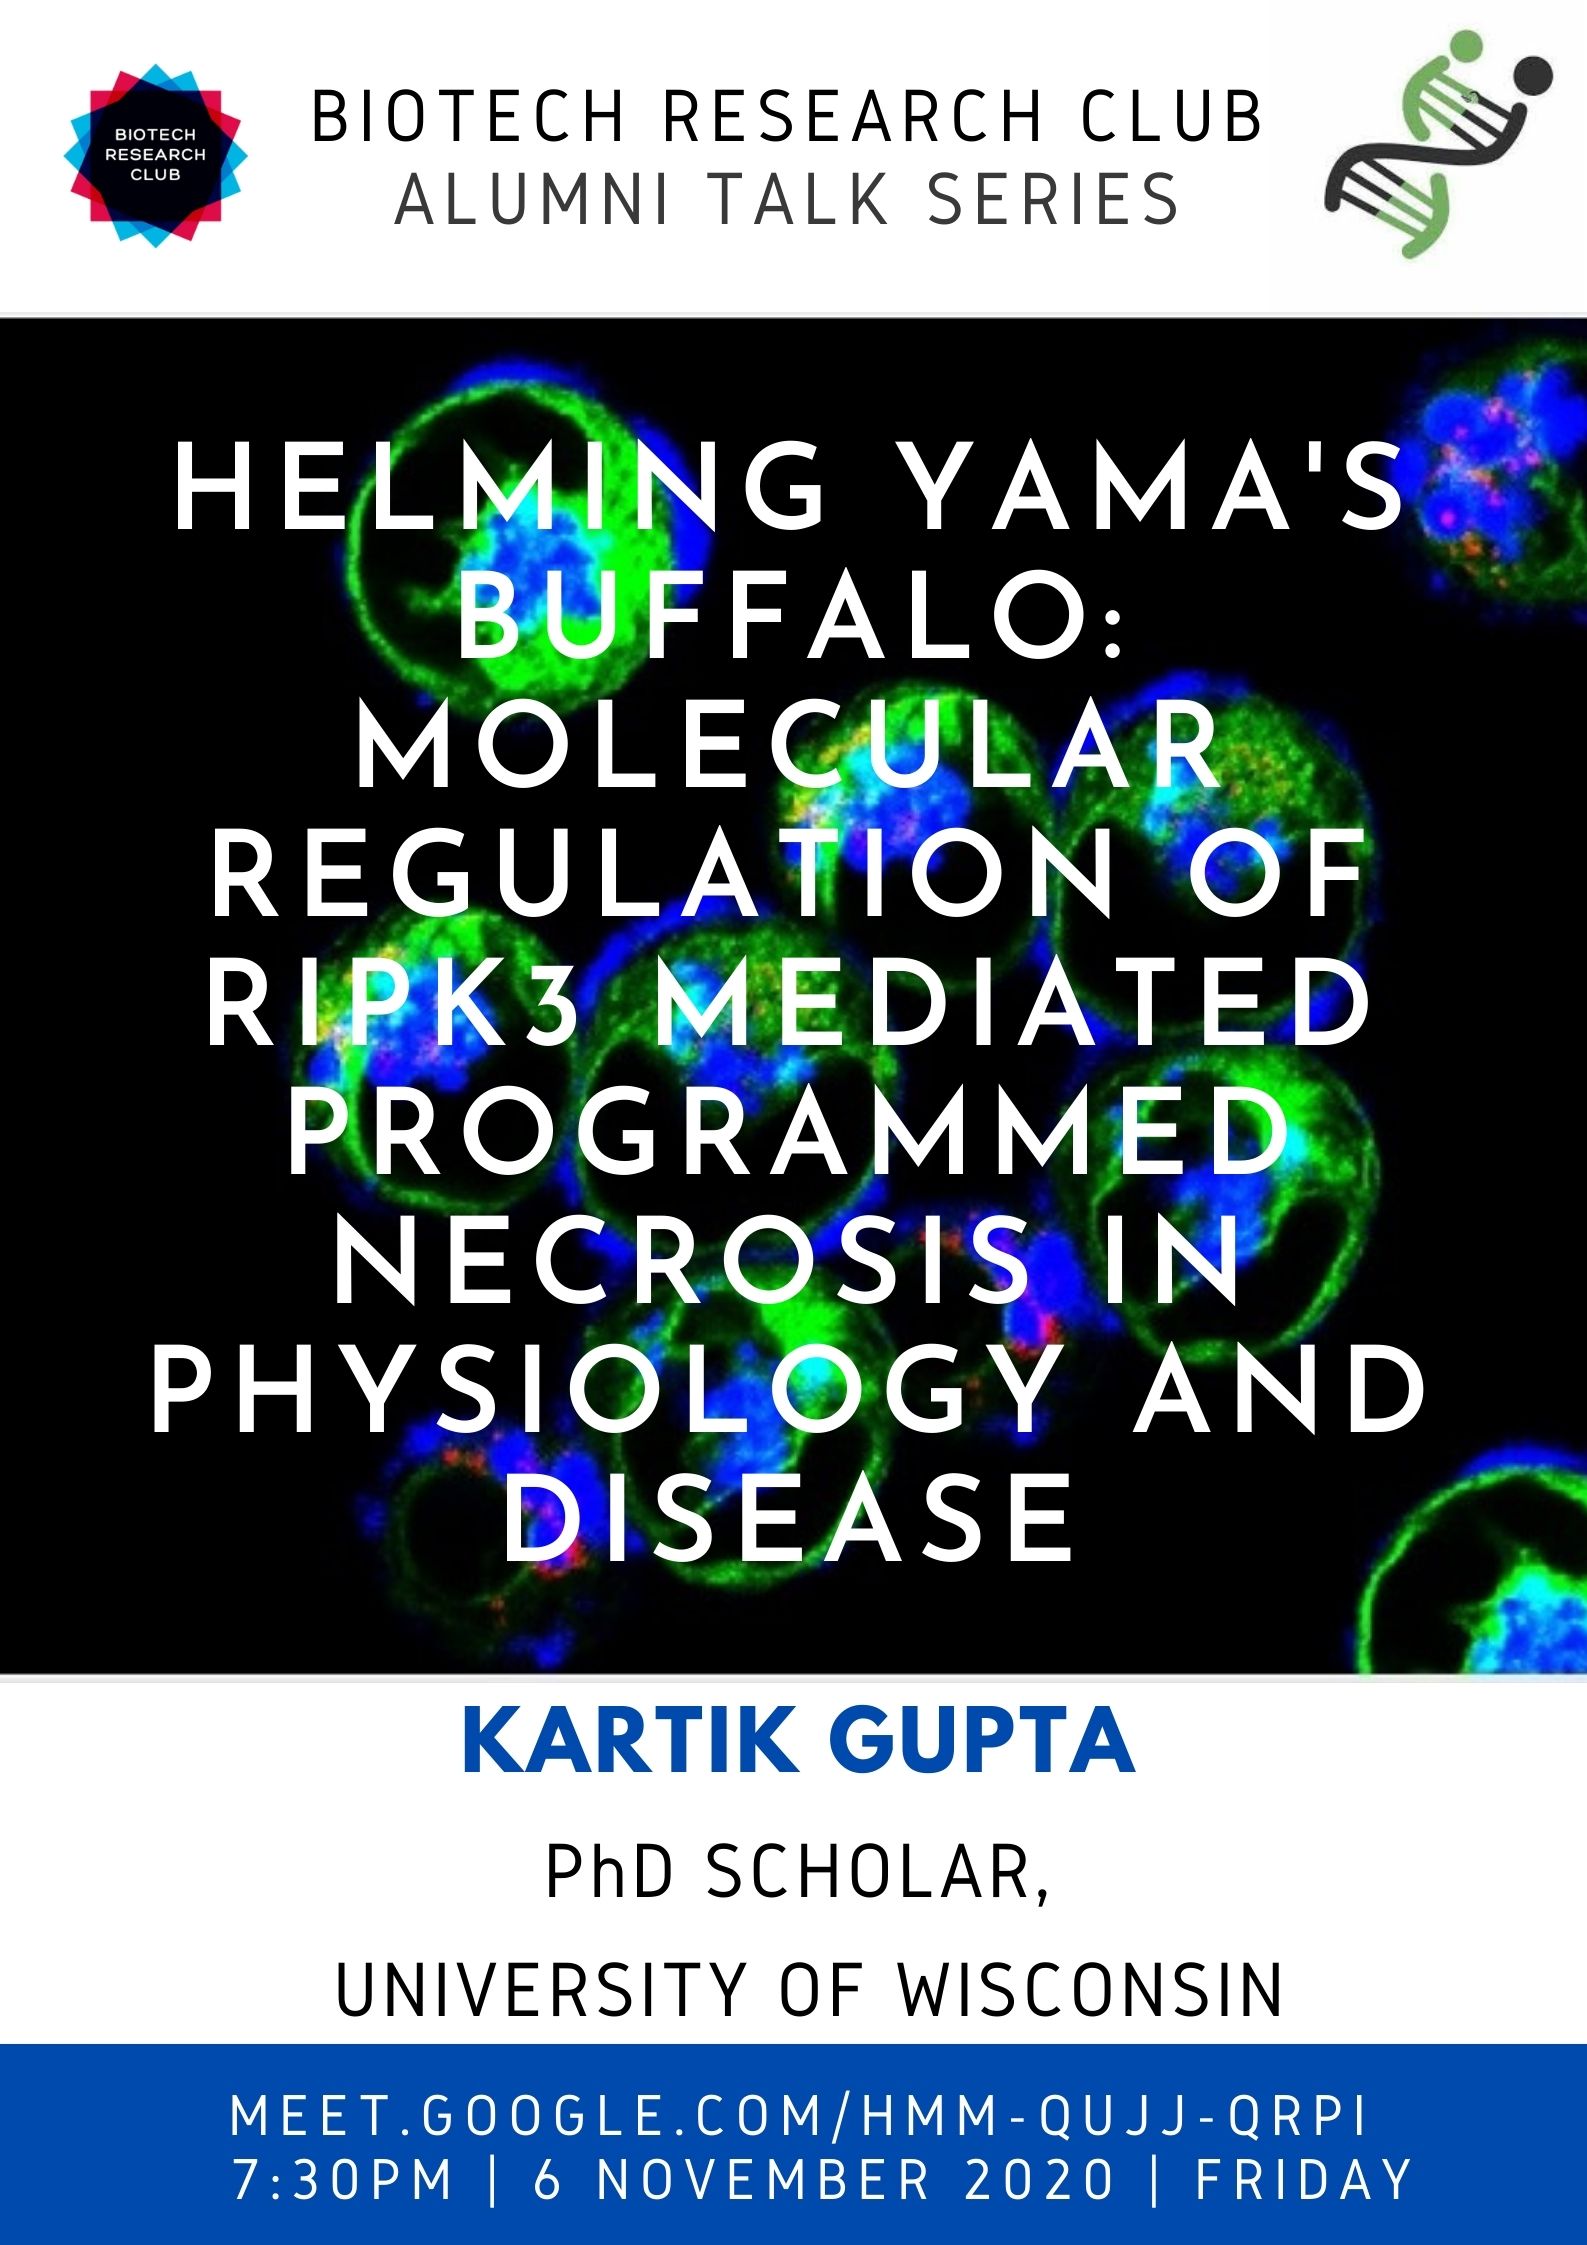 BIOTECH
RESEARCH
CLUB
BIOTECH RESEARCH CLUB
ALUMNI TALK SERIES
HELMING YAMA'S
BUFFALO:
MOLECULAR
REGULATION OF
RIPK3 MEDIATED
PROGRAMMED
NECROSIS IN
PHYSIOLOGY AND
DISEASE
KARTIK GUPTA
PhD SCHOLAR,
UNIVERSITY OF WISCONSIN
MEET.GOOGLE.COM/HMM-QUJJ-QRPI
7:30PM | 6 NOVEMBER 2020 | FRIDAY